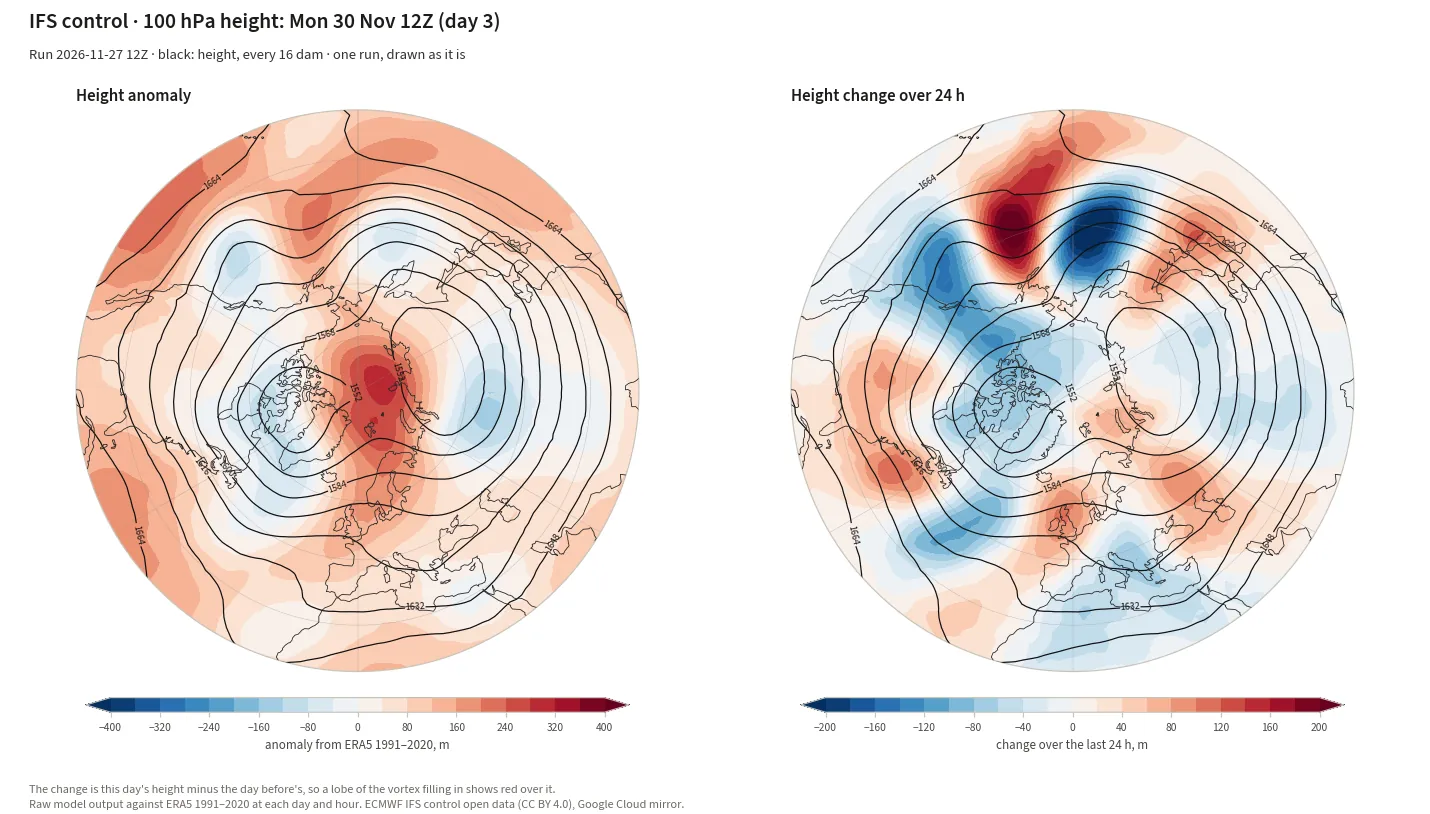 IFS control · 100 hPa height: Mon 30 Nov 12Z (day 3)
Run 2026-11-27 12Z · black: height, every 16 dam · one run, drawn as it is
Height anomaly
Height change over 24 h
1664
1664
1568
1552
1552
1616
1584
1664
1648
1632
1664
1664
1568
1552
1552
1616
1584
1664
1648
1632
−400 −320 −240 −160 −80 0 80 160 240 320 400
anomaly from ERA5 1991–2020, m
−200 −160 −120 −80 −40 0 40 80 120 160 200
change over the last 24 h, m
The change is this day's height minus the day before's, so a lobe of the vortex filling in shows red over it.
Raw model output against ERA5 1991–2020 at each day and hour. ECMWF IFS control open data (CC BY 4.0), Google Cloud mirror.